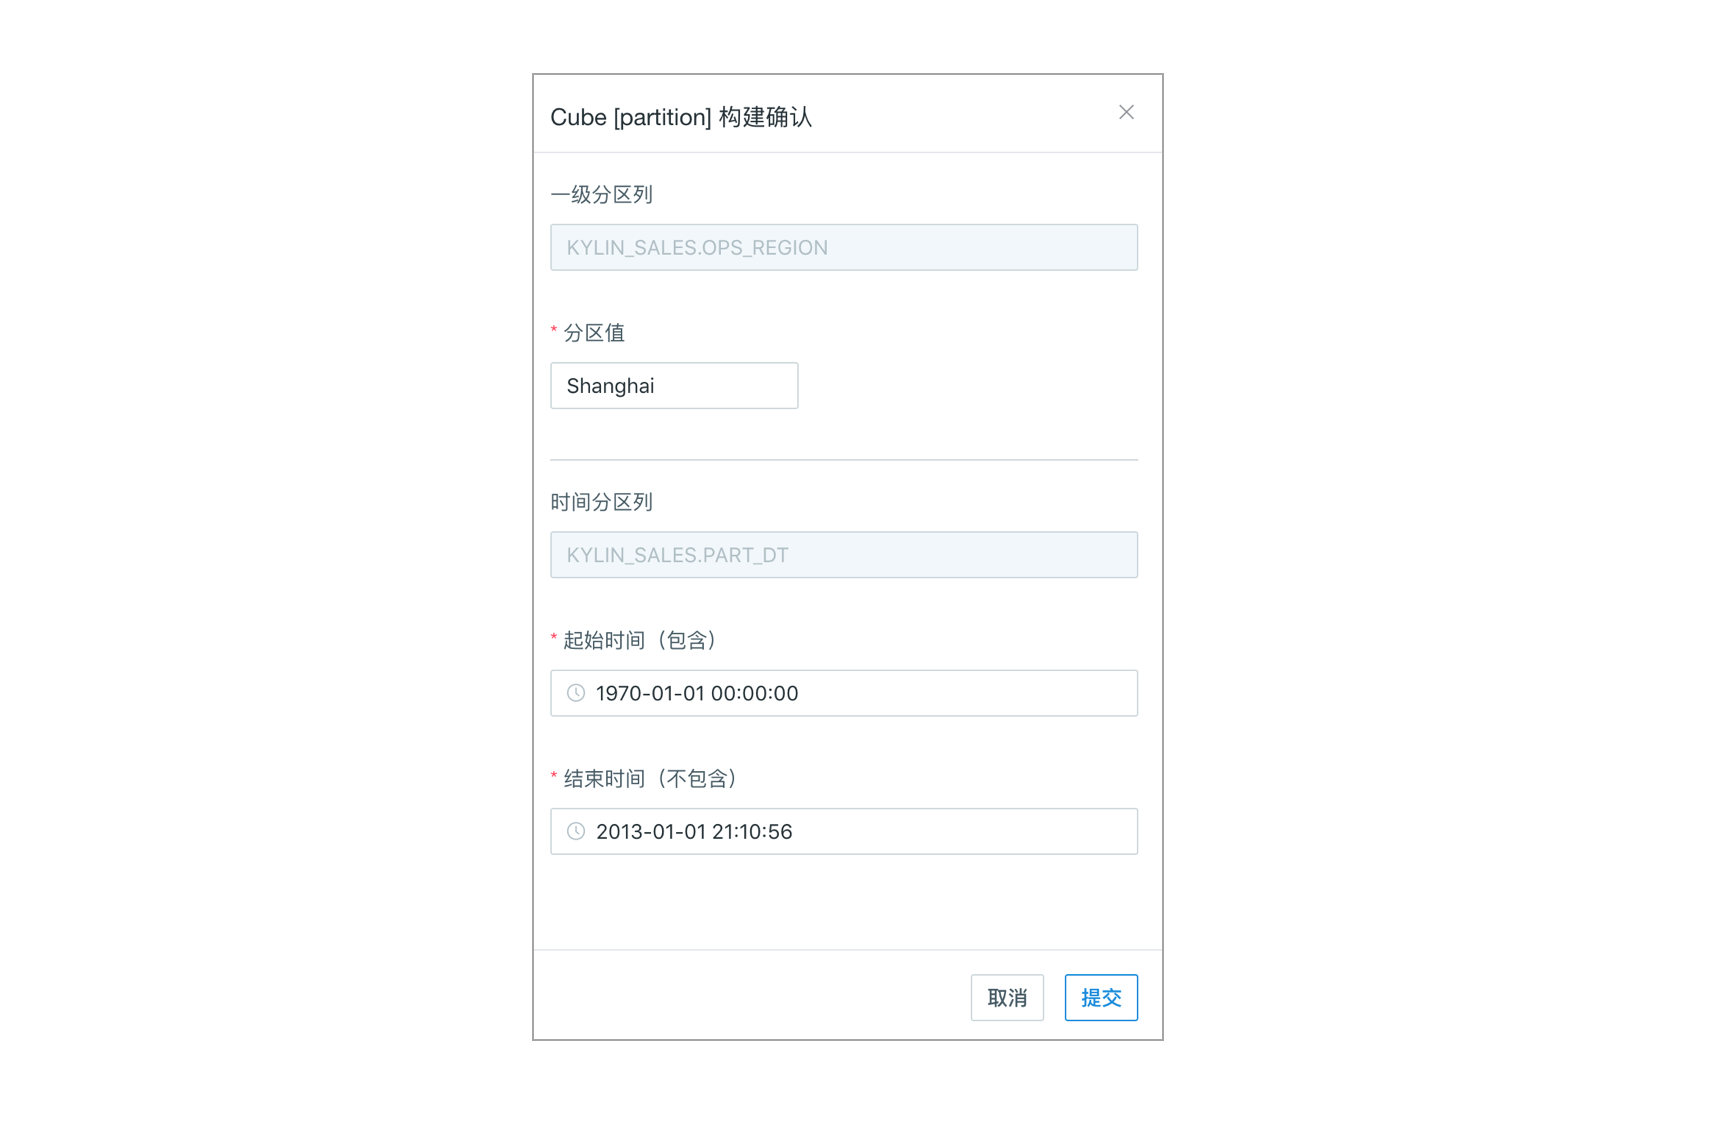 Cube [partition] 构建确认
一级分区列
KYLIN_SALES.OPS_REGION
* 分区值
Shanghai
时间分区列
KYLIN_SALES.PART_DT
* 起始时间（包含）
1970-01-01 00:00:00
* 结束时间（不包含）
2013-01-01 21:10:56
取消 提交